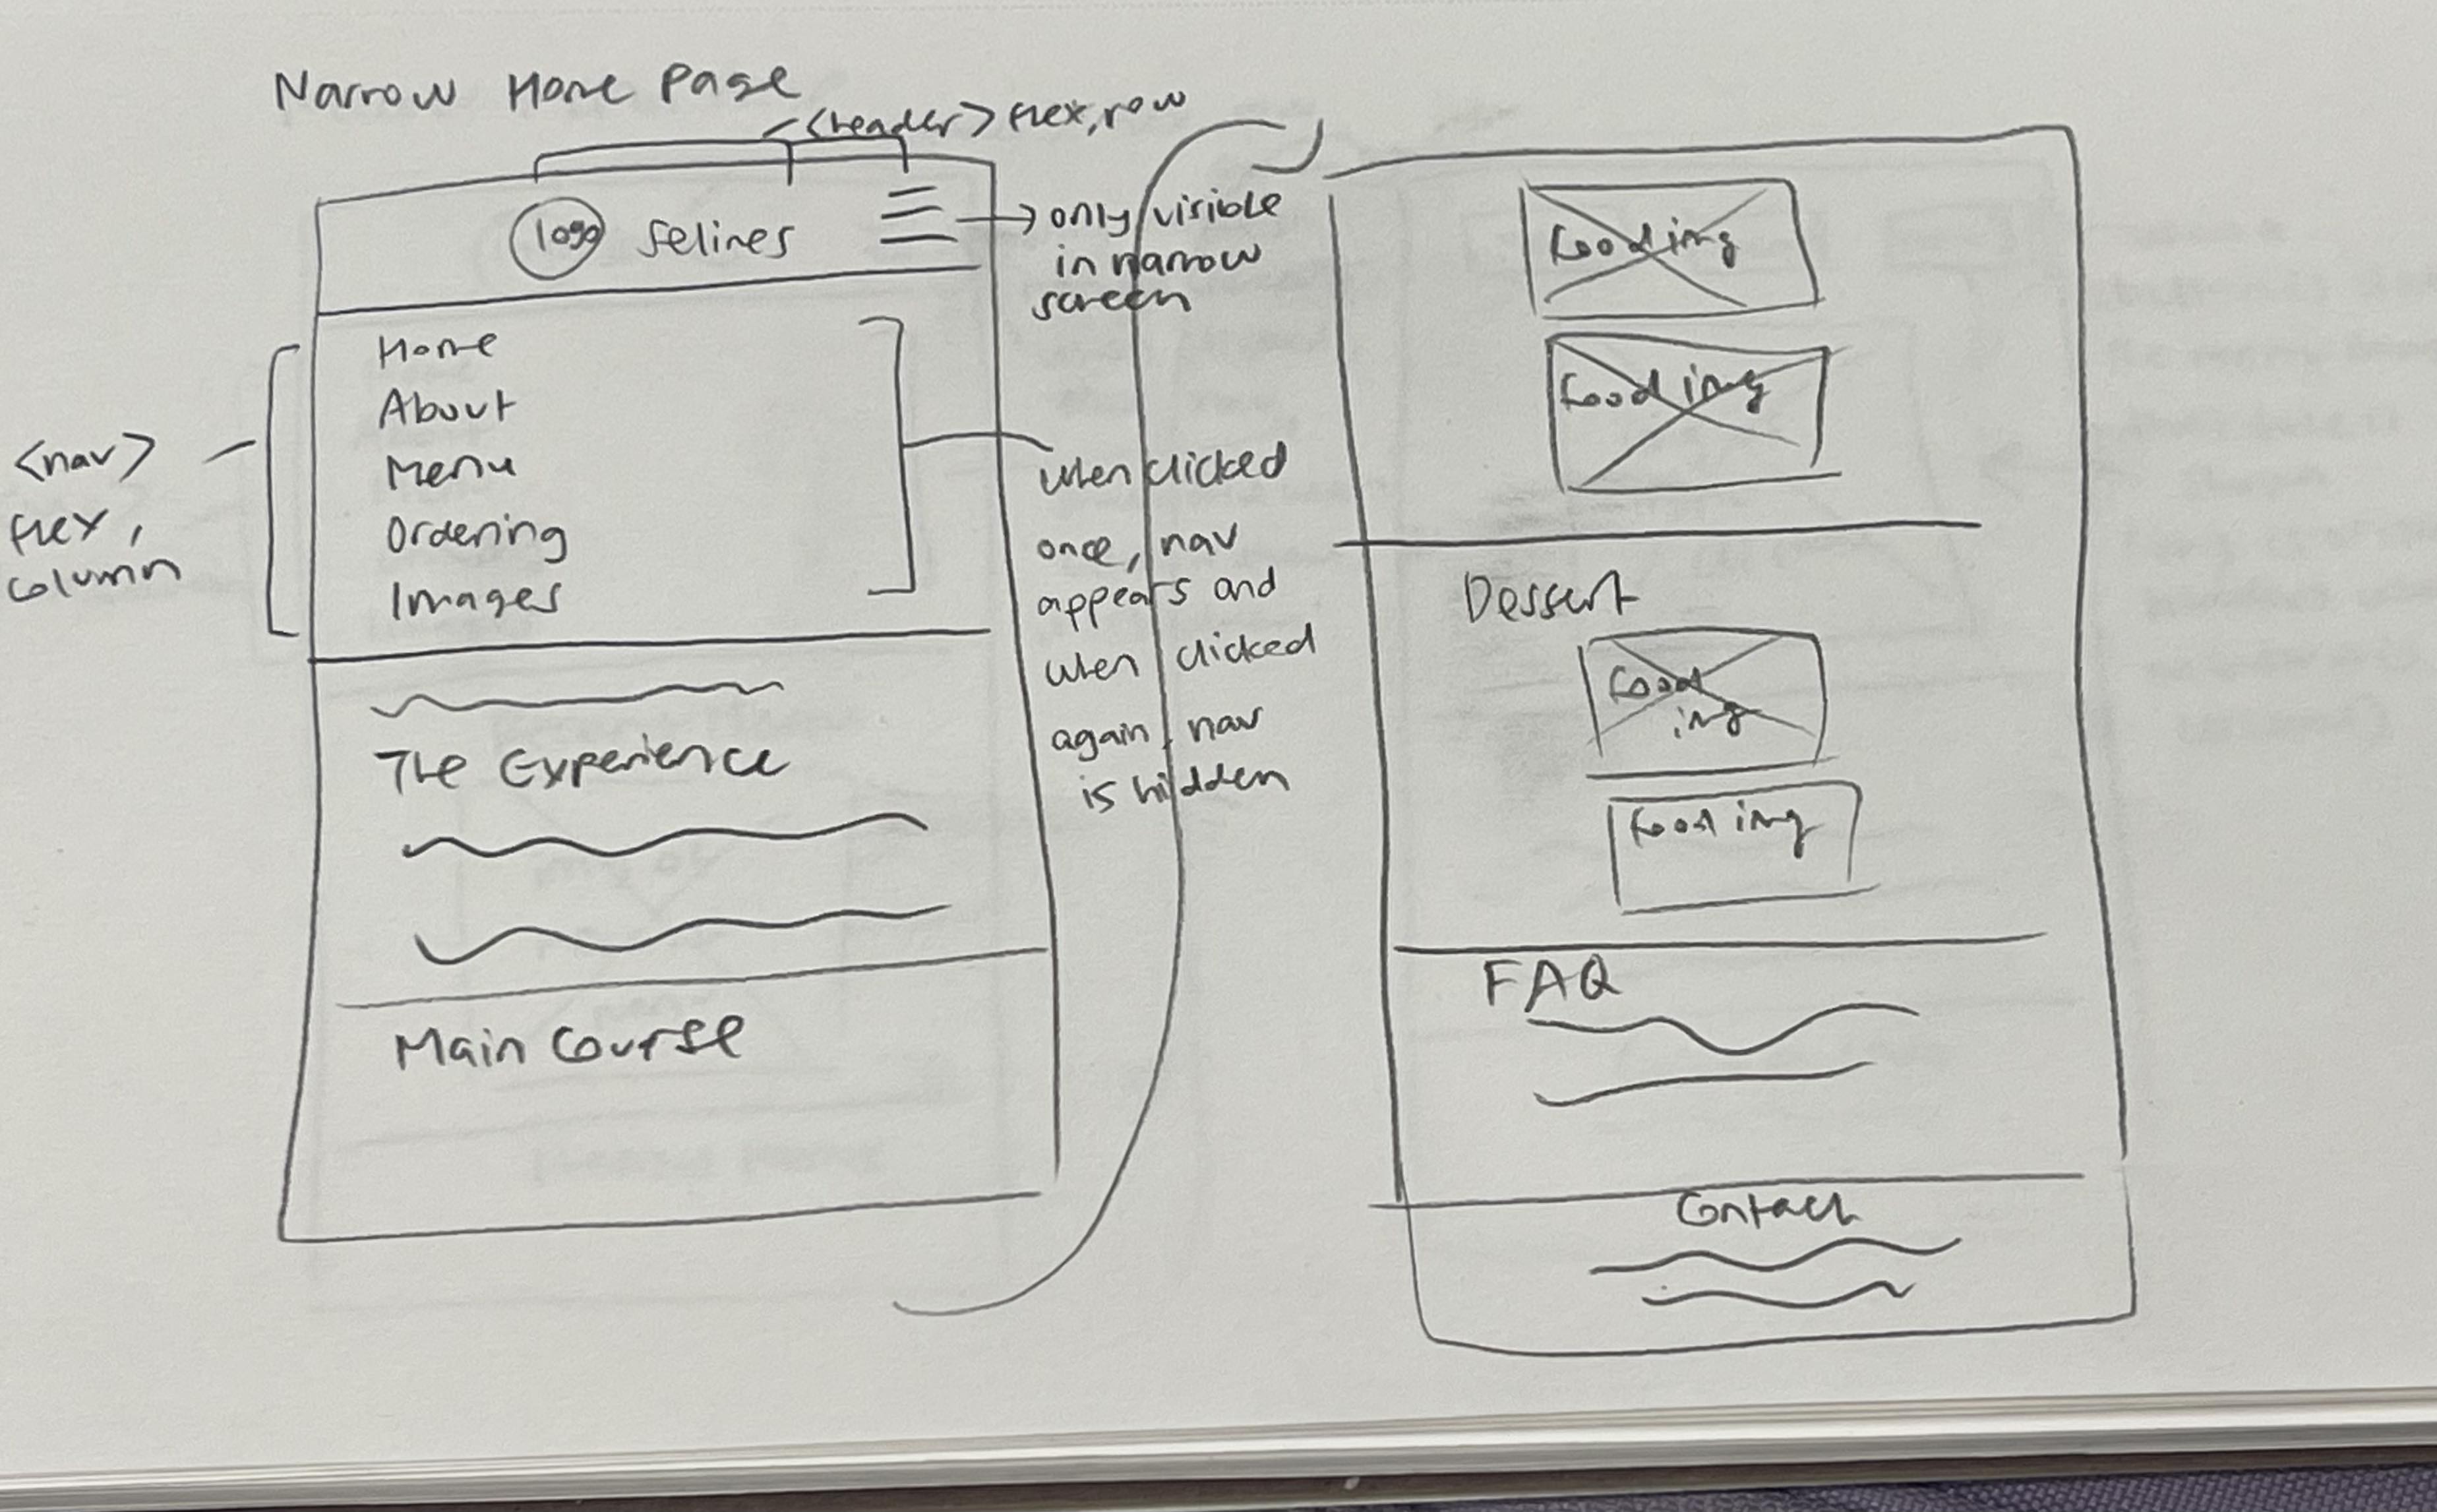 Narrow Home Page
<header> flex, row
logo Selines
only visible
in narrow
screen
Home
About
Menu
Ordering
Images
<nav>
flex,
column
when clicked
once, nav
appears and
when clicked
again, nav
is hidden
The Experience
Main Course
food img
food img
Dessert
food
img
food img
FAQ
Contact